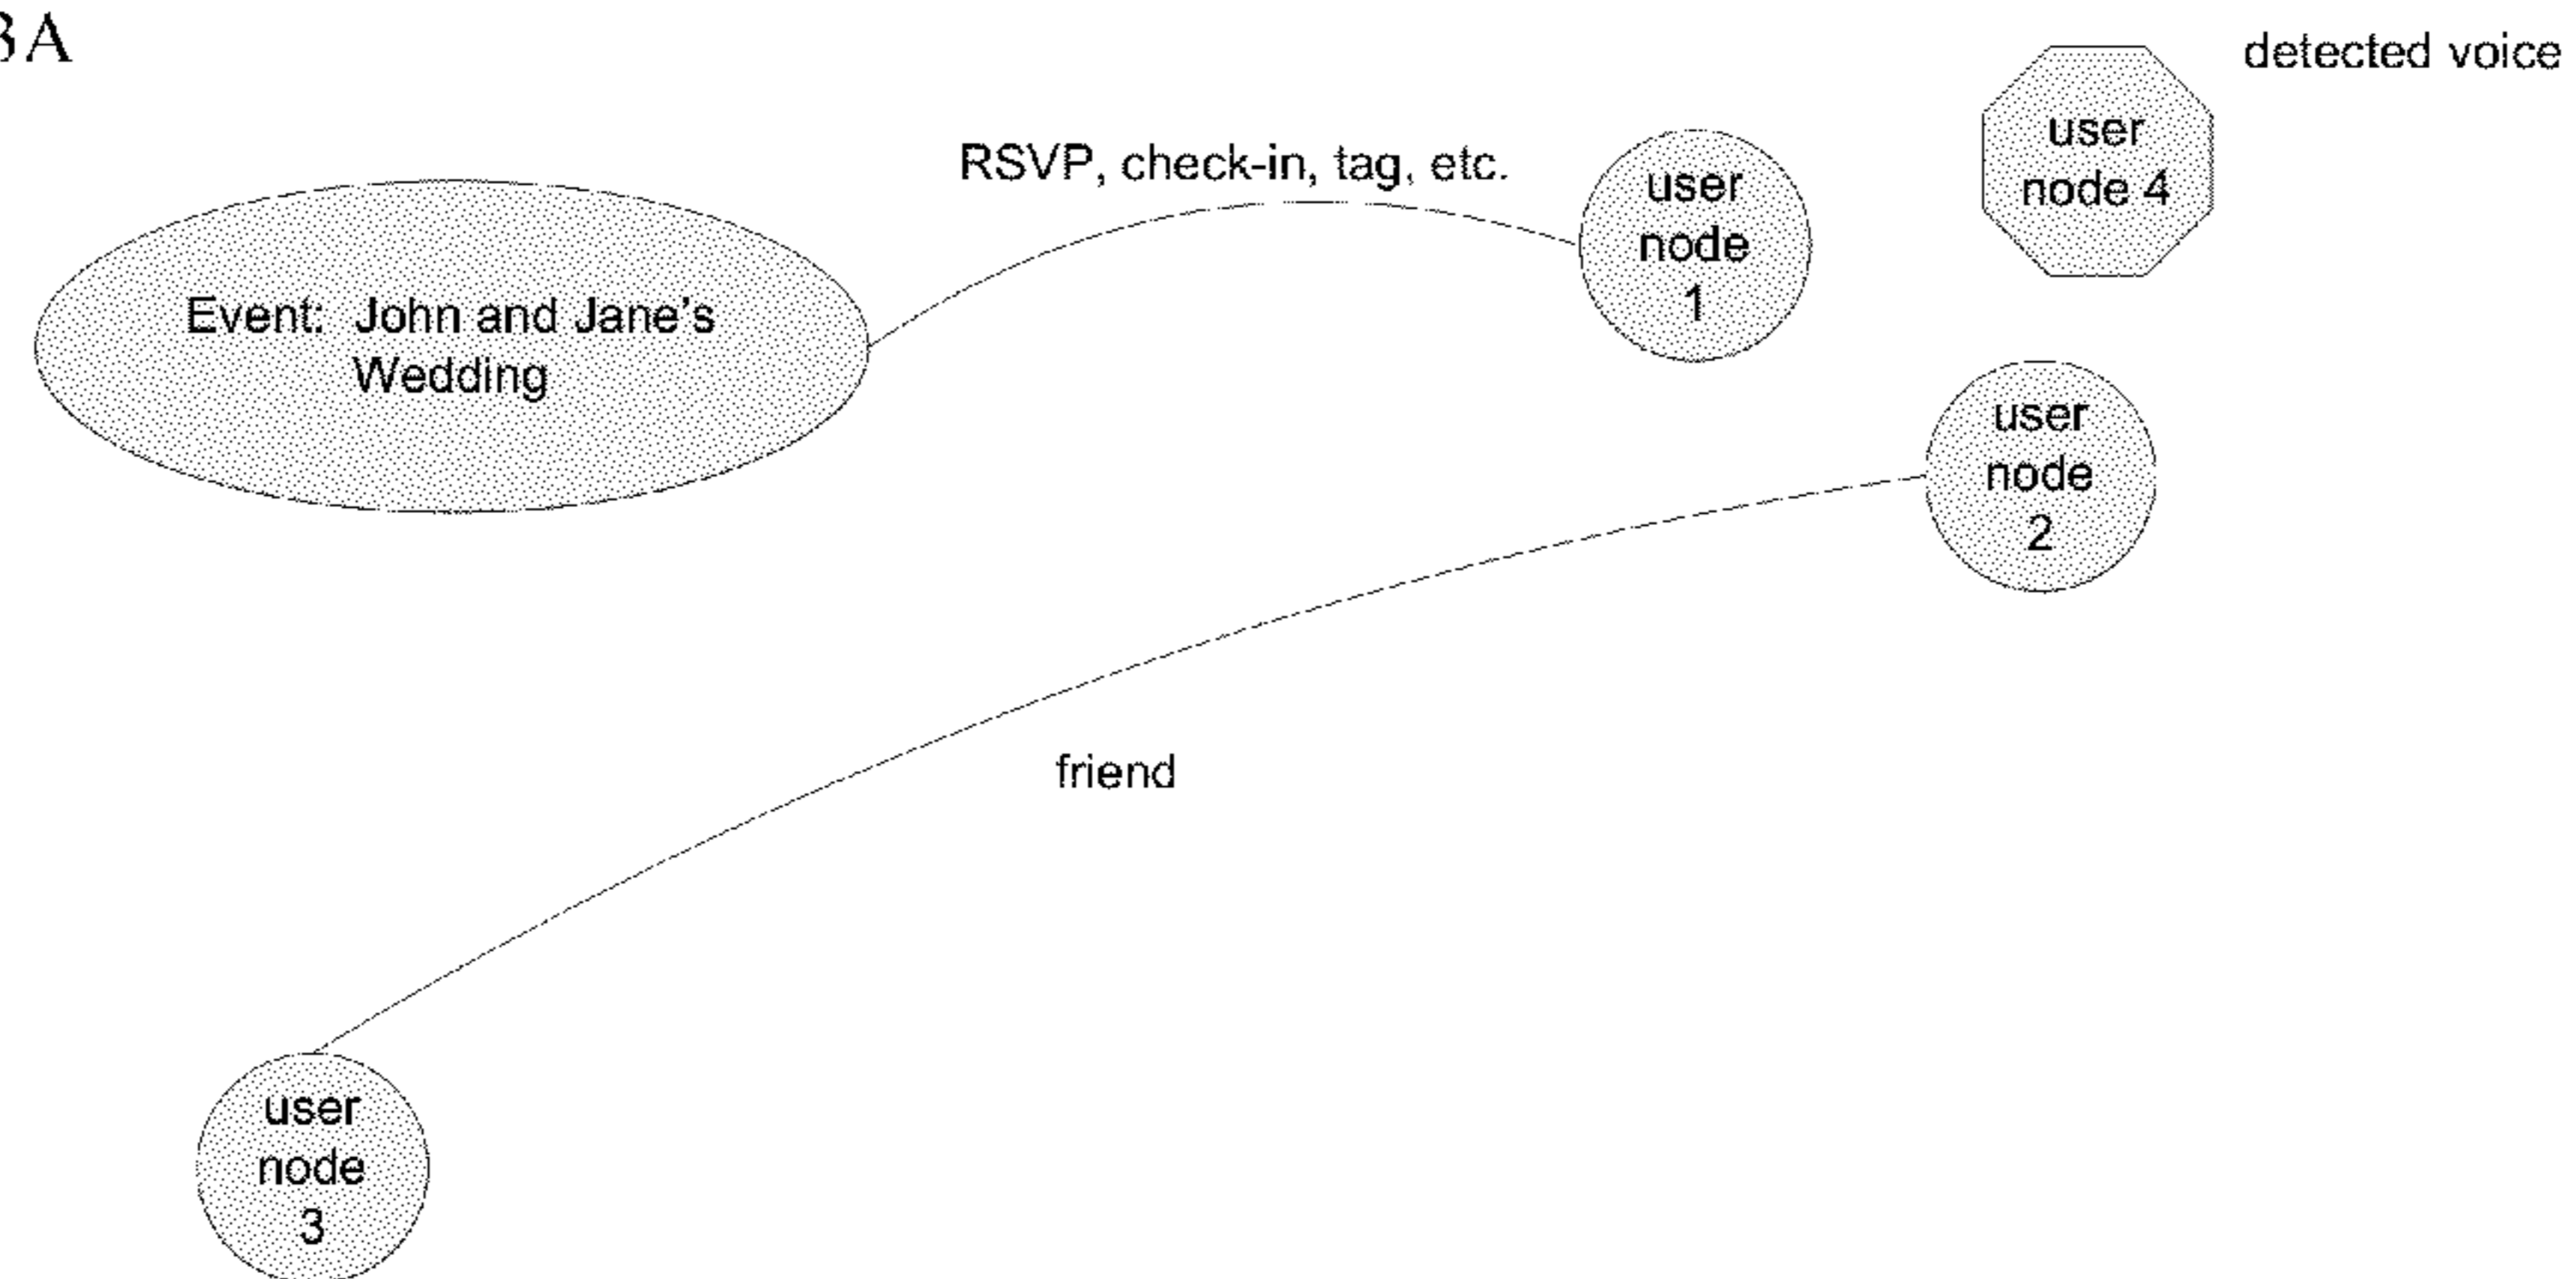 3A
detected voice
user
node 4
RSVP, check-in, tag, etc.
user
node
1
Event: John and Jane's
Wedding
user
node
2
friend
user
node
3